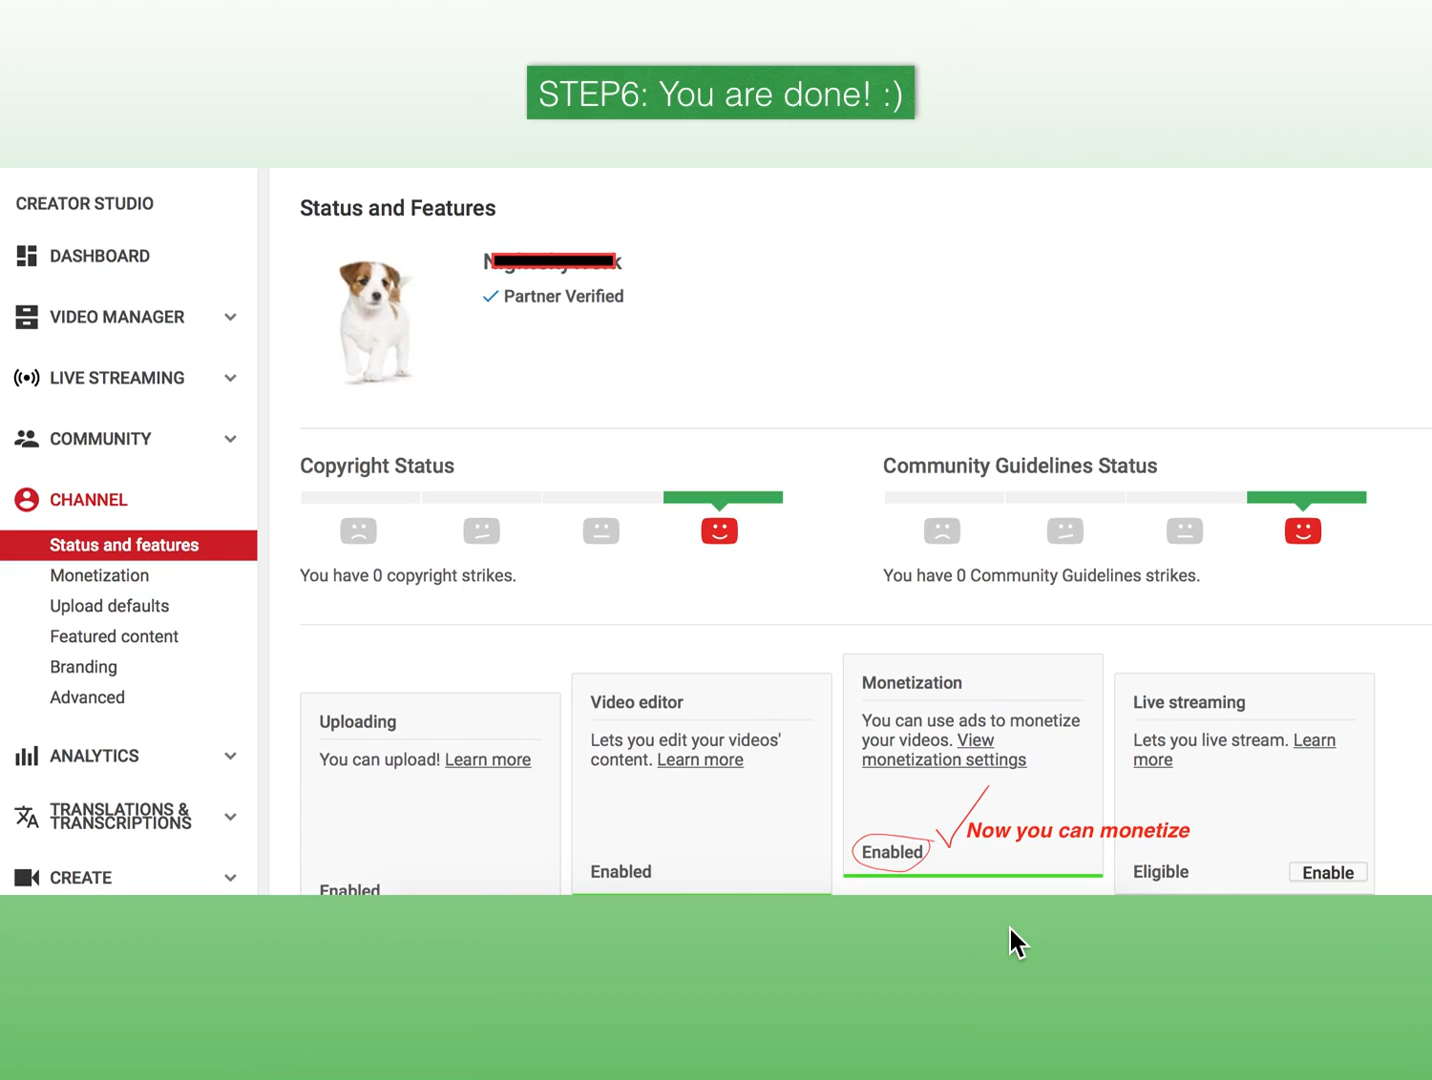 STEP6: You are done! :)
CREATOR STUDIO
DASHBOARD
VIDEO MANAGER
LIVE STREAMING
COMMUNITY
CHANNEL
Status and features
Monetization
Upload defaults
Featured content
Branding
Advanced
ANALYTICS
TRANSLATIONS &
TRANSCRIPTIONS
CREATE
Status and Features
Partner Verified
Copyright Status
You have 0 copyright strikes.
Community Guidelines Status
You have 0 Community Guidelines strikes.
Uploading
You can upload! Learn more
Enabled
Video editor
Lets you edit your videos'
content. Learn more
Enabled
Monetization
You can use ads to monetize
your videos. View
monetization settings
Enabled
Now you can monetize
Live streaming
Lets you live stream. Learn
more
Eligible
Enable